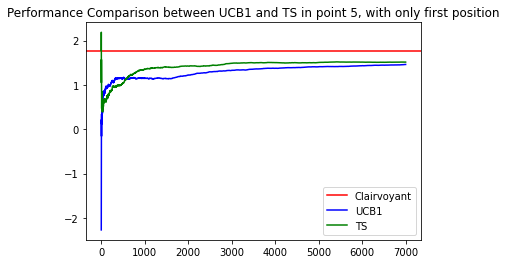 Performance Comparison between UCB1 and TS in point 5, with only first position
2
1
0
−1
−2
0 1000 2000 3000 4000 5000 6000 7000
Clairvoyant
UCB1
TS